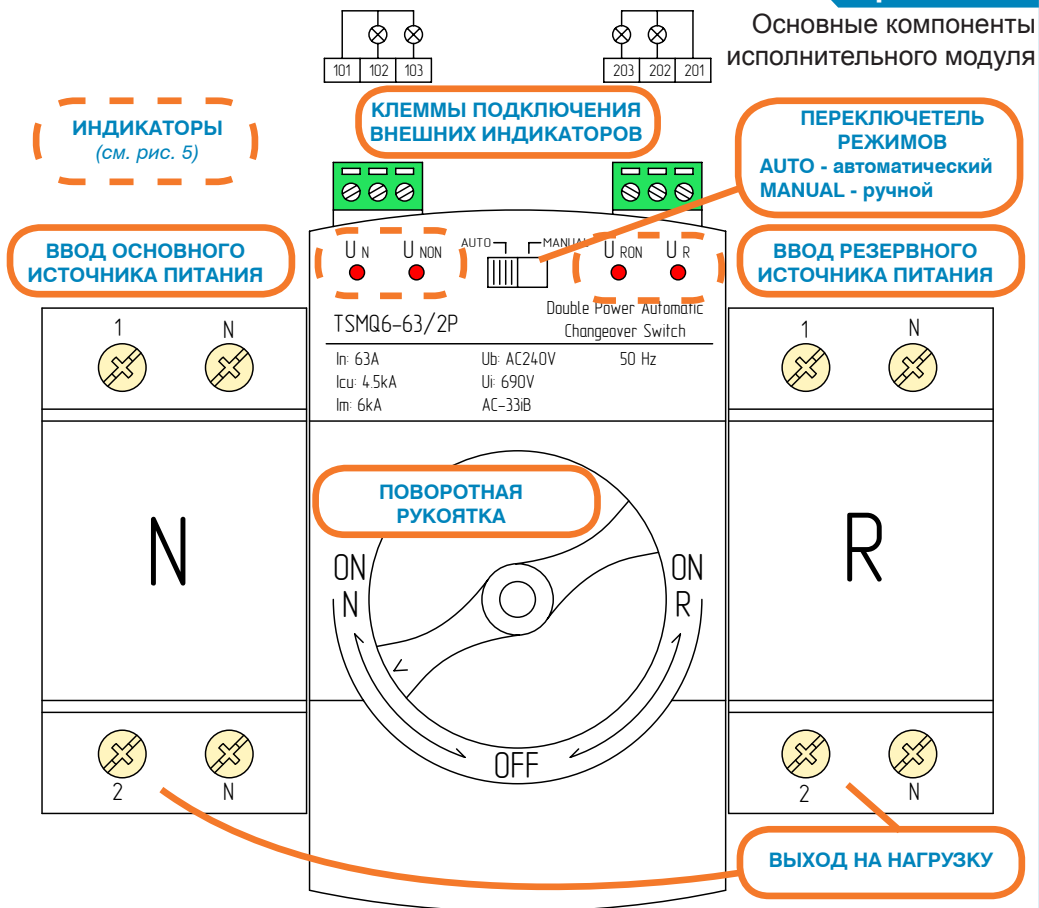 Основные компоненты
исполнительного модуля
101 102 103
203 202 201
КЛЕММЫ ПОДКЛЮЧЕНИЯ
ВНЕШНИХ ИНДИКАТОРОВ
ИНДИКАТОРЫ
(см. рис. 5)
ПЕРЕКЛЮЧЕТЕЛЬ
РЕЖИМОВ
AUTO - автоматический
MANUAL - ручной
ВВОД ОСНОВНОГО
ИСТОЧНИКА ПИТАНИЯ
U N U NON AUTO MANUAL U RON U R
ВВОД РЕЗЕРВНОГО
ИСТОЧНИКА ПИТАНИЯ
TSMQ6-63/2P
Double Power Automatic
Changeover Switch
In: 63A Ub: AC240V 50 Hz
Icu: 4.5kA Ui: 690V
Im: 6kA AC-33iB
1 N
1 N
ПОВОРОТНАЯ
РУКОЯТКА
N
R
ON
N
ON
R
OFF
2 N
2 N
ВЫХОД НА НАГРУЗКУ